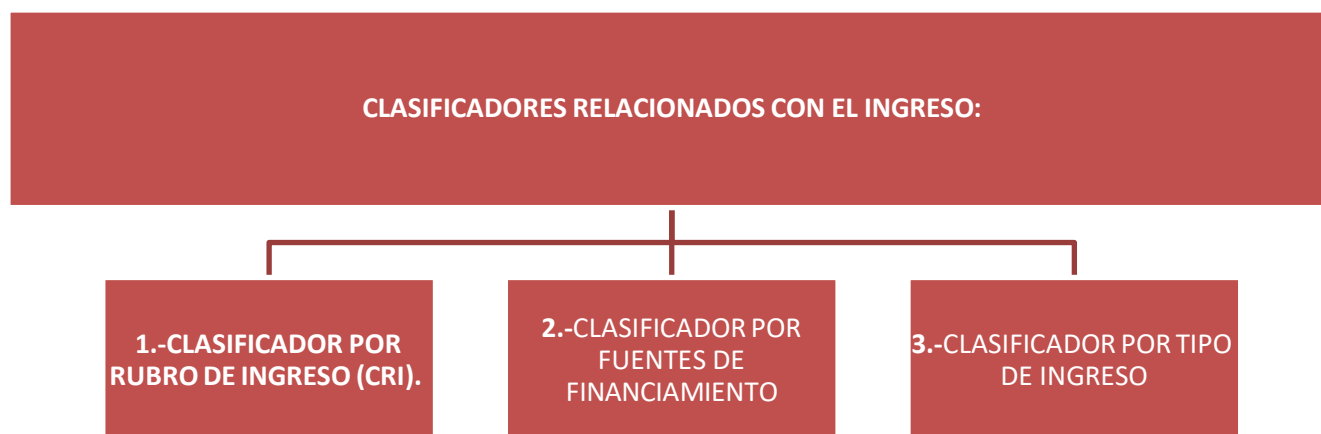 CLASIFICADORES RELACIONADOS CON EL INGRESO:
1.-CLASIFICADOR POR
RUBRO DE INGRESO (CRI).
2.-CLASIFICADOR POR
FUENTES DE
FINANCIAMIENTO
3.-CLASIFICADOR POR TIPO
DE INGRESO